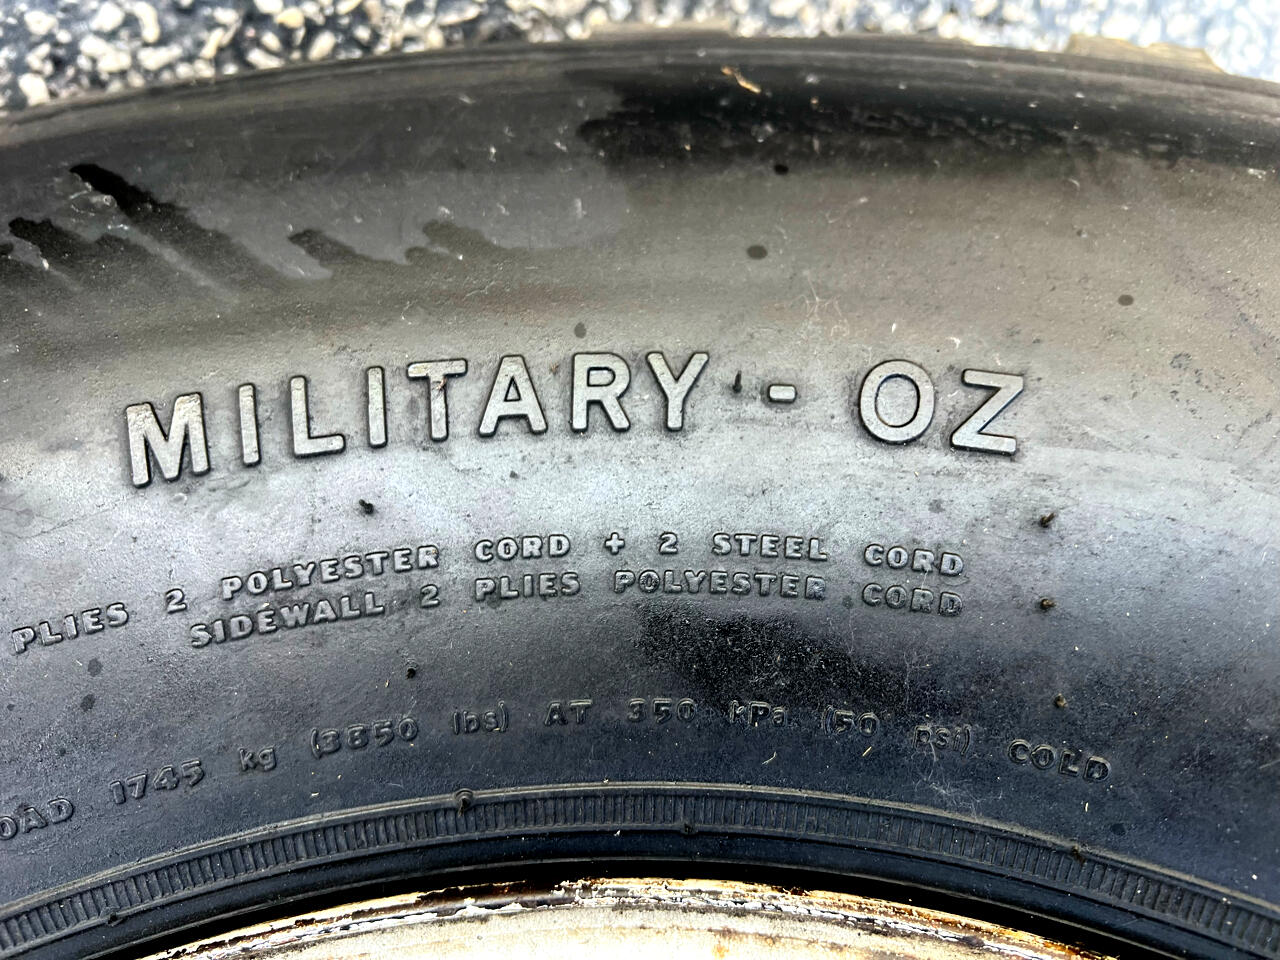 MILITARY - OZ
PLIES 2 POLYESTER CORD + 2 STEEL CORD
SIDEWALL 2 PLIES POLYESTER CORD
OAD 1745 kg (3850 lbs) AT 350 kPa (50 psi) COLD